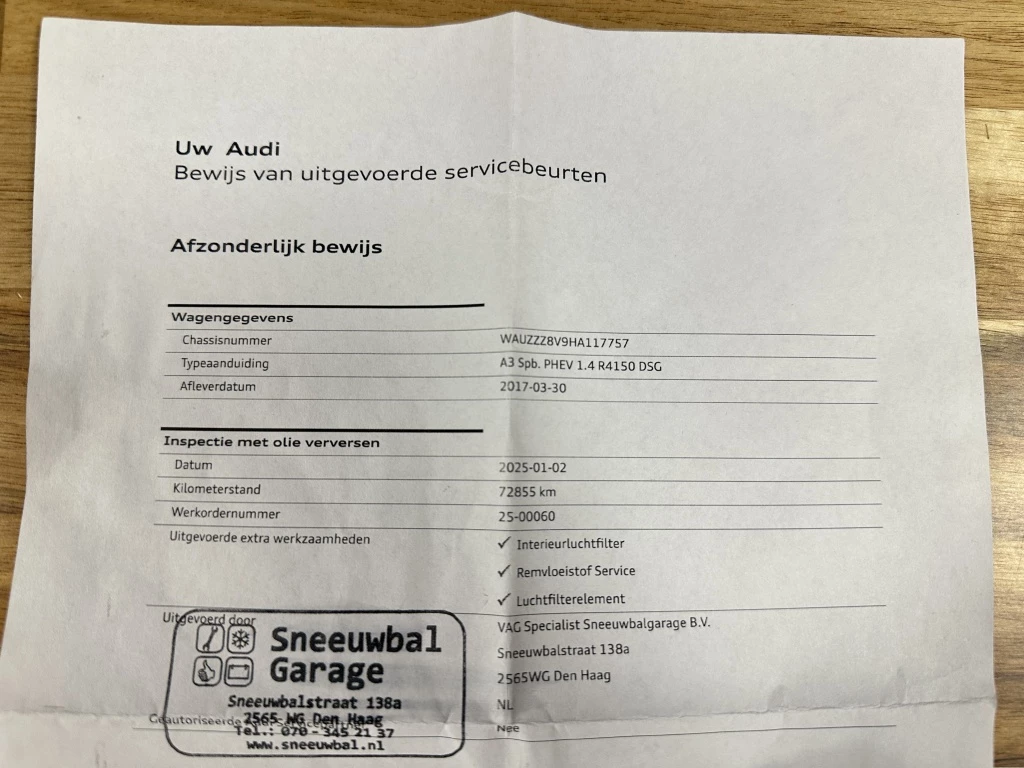 Uw Audi
Bewijs van uitgevoerde servicebeurten
Afzonderlijk bewijs
Wagengegevens
Chassisnummer WAUZZZ8V9HA117757
Typeaanduiding A3 Spb. PHEV 1.4 R4150 DSG
Afleverdatum 2017-03-30
Inspectie met olie verversen
Datum 2025-01-02
Kilometerstand 72855 km
Werkordernummer 25-00060
Uitgevoerde extra werkzaamheden ✓ Interieurluchtfilter
✓ Remvloeistof Service
✓ Luchtfilterelement
Uitgevoerd door VAG Specialist Sneeuwbalgarage B.V.
Sneeuwbalstraat 138a
2565WG Den Haag
NL
Geautoriseerde Nee
Sneeuwbal
Garage
Sneeuwbalstraat 138a
2565 WG Den Haag
Tel.: 070 - 345 21 37
www.sneeuwbal.nl